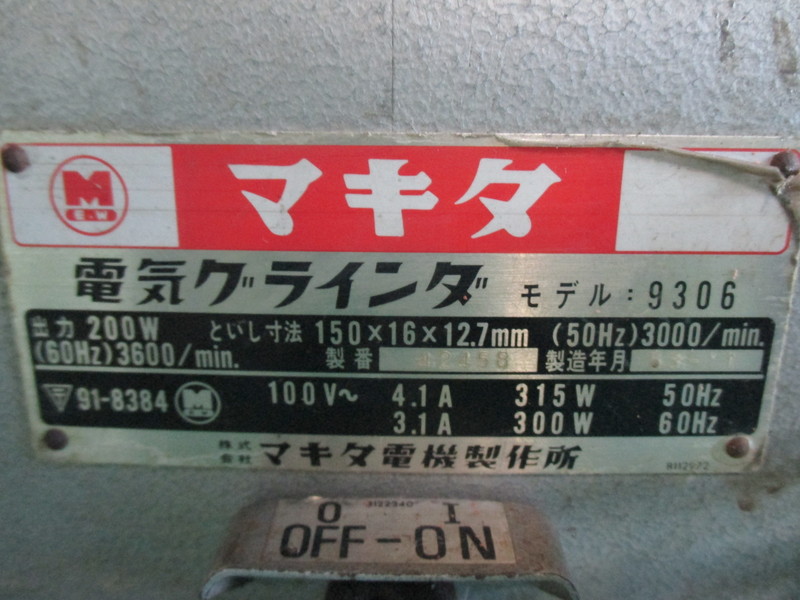 M
E.W
マキタ
電気グラインダ モデル：9306
出力 200W といし寸法 150×16×12.7mm (50Hz)3000/min.
(60Hz)3600/min. 製番 製造年月
〒 91-8384 M 100V～ 4.1A 315W 50Hz
3.1A 300W 60Hz
株式会社 マキタ電機製作所
O I
OFF-ON